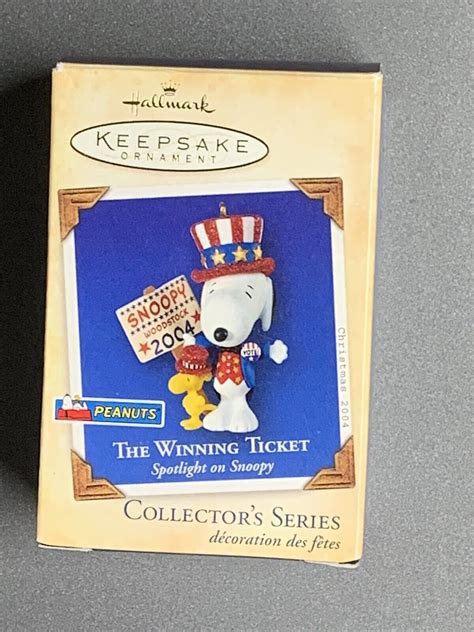 Hallmark
KEEPSAKE
ORNAMENT
SNOOPY
WOODSTOCK
2004
VOTE
Christmas 2004
PEANUTS
THE WINNING TICKET
Spotlight on Snoopy
COLLECTOR'S SERIES
décoration des fêtes